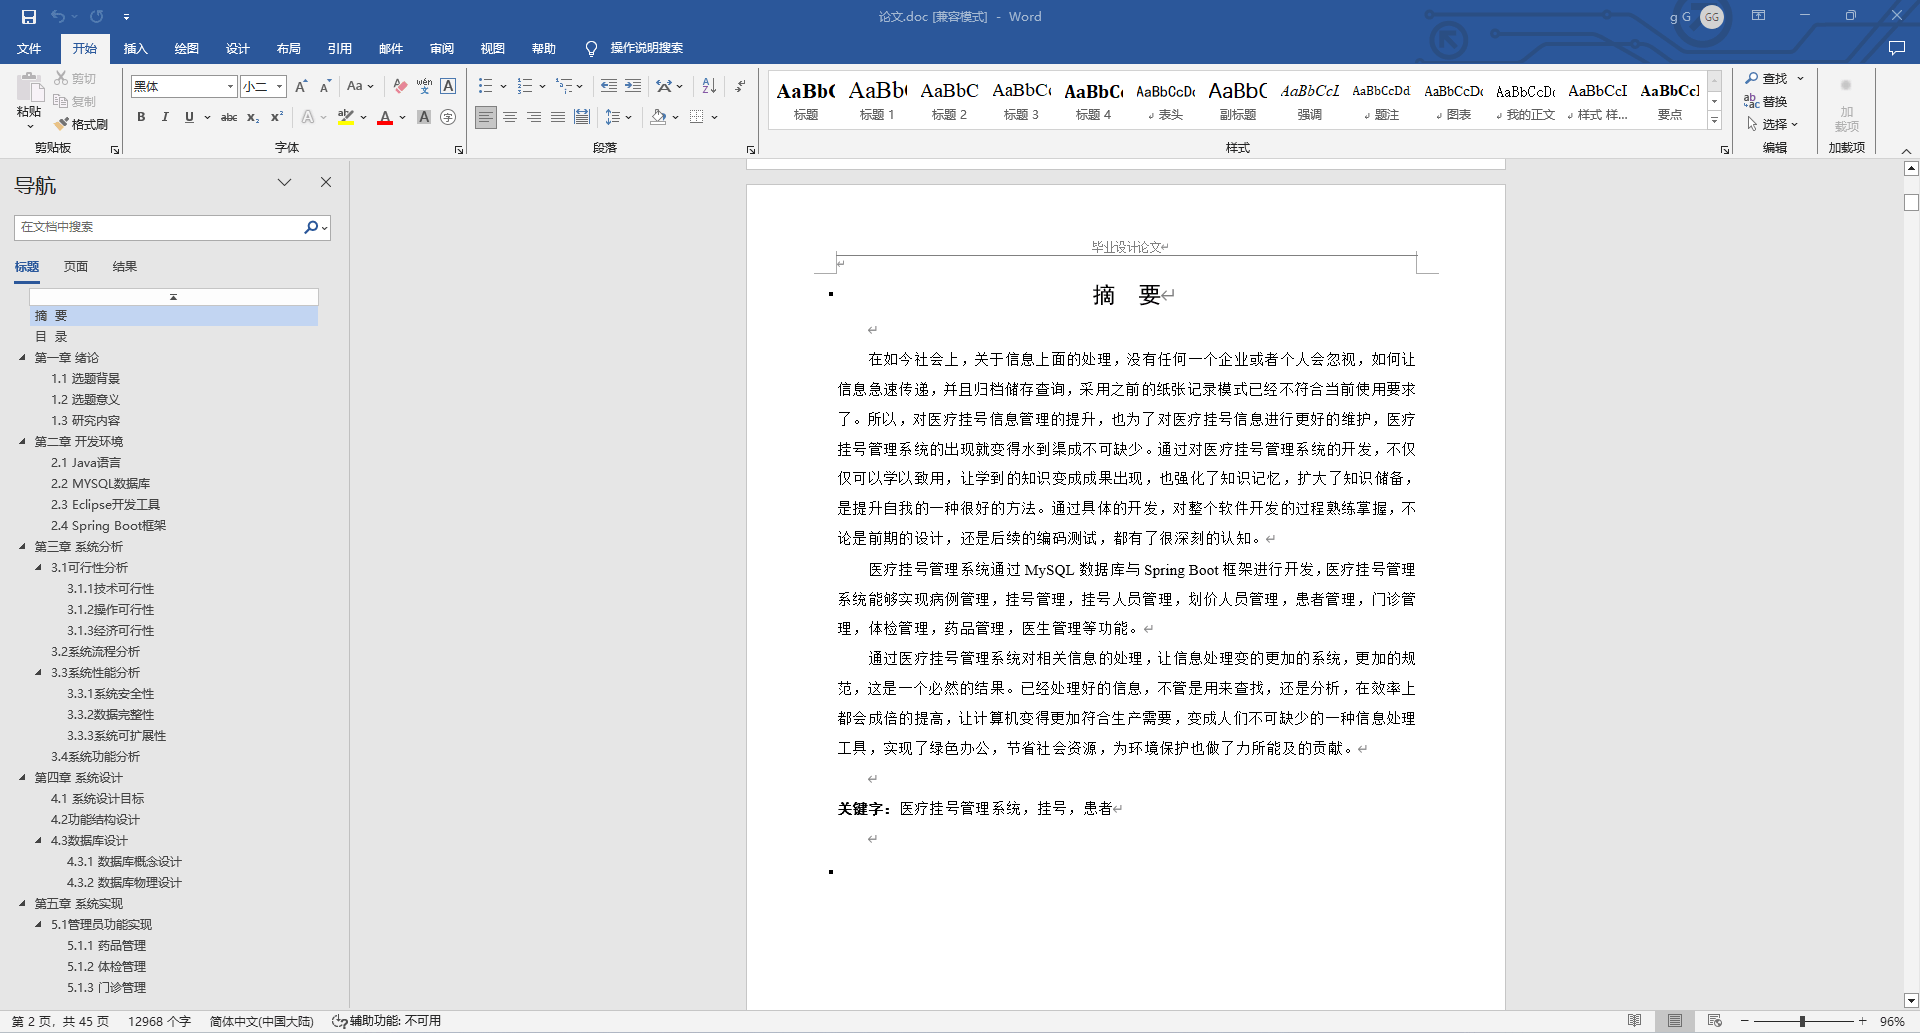 论文.doc [兼容模式] - Word
g G
GG
文件 开始 插入 绘图 设计 布局 引用 邮件 审阅 视图 帮助 操作说明搜索
粘贴
剪切
复制
格式刷
剪贴板
黑体
小二
字体
段落
AaBbC 标题
AaBb 标题 1
AaBbC 标题 2
AaBbC 标题 3
AaBbC 标题 4
AaBbCcDc 表头
AaBbC 副标题
AaBbCcL 强调
AaBbCcDd 题注
AaBbCcDc 图表
AaBbCcDc 我的正文
AaBbCcI 样式 样...
AaBbCcI 要点
样式
查找
替换
选择
编辑
加
载项
加载项
导航
在文档中搜索
标题 页面 结果
摘 要
目 录
第一章 绪论
1.1 选题背景
1.2 选题意义
1.3 研究内容
第二章 开发环境
2.1 Java语言
2.2 MYSQL数据库
2.3 Eclipse开发工具
2.4 Spring Boot框架
第三章 系统分析
3.1可行性分析
3.1.1技术可行性
3.1.2操作可行性
3.1.3经济可行性
3.2系统流程分析
3.3系统性能分析
3.3.1系统安全性
3.3.2数据完整性
3.3.3系统可扩展性
3.4系统功能分析
第四章 系统设计
4.1 系统设计目标
4.2功能结构设计
4.3数据库设计
4.3.1 数据库概念设计
4.3.2 数据库物理设计
第五章 系统实现
5.1管理员功能实现
5.1.1 药品管理
5.1.2 体检管理
5.1.3 门诊管理
毕业设计论文
摘 要
在如今社会上，关于信息上面的处理，没有任何一个企业或者个人会忽视，如何让
信息急速传递，并且归档储存查询，采用之前的纸张记录模式已经不符合当前使用要求
了。所以，对医疗挂号信息管理的提升，也为了对医疗挂号信息进行更好的维护，医疗
挂号管理系统的出现就变得水到渠成不可缺少。通过对医疗挂号管理系统的开发，不仅
仅可以学以致用，让学到的知识变成成果出现，也强化了知识记忆，扩大了知识储备，
是提升自我的一种很好的方法。通过具体的开发，对整个软件开发的过程熟练掌握，不
论是前期的设计，还是后续的编码测试，都有了很深刻的认知。
医疗挂号管理系统通过 MySQL 数据库与 Spring Boot 框架进行开发，医疗挂号管理
系统能够实现病例管理，挂号管理，挂号人员管理，划价人员管理，患者管理，门诊管
理，体检管理，药品管理，医生管理等功能。
通过医疗挂号管理系统对相关信息的处理，让信息处理变的更加的系统，更加的规
范，这是一个必然的结果。已经处理好的信息，不管是用来查找，还是分析，在效率上
都会成倍的提高，让计算机变得更加符合生产需要，变成人们不可缺少的一种信息处理
工具，实现了绿色办公，节省社会资源，为环境保护也做了力所能及的贡献。
关键字：医疗挂号管理系统，挂号，患者
第 2 页，共 45 页 12968 个字 简体中文(中国大陆) 辅助功能: 不可用
96%